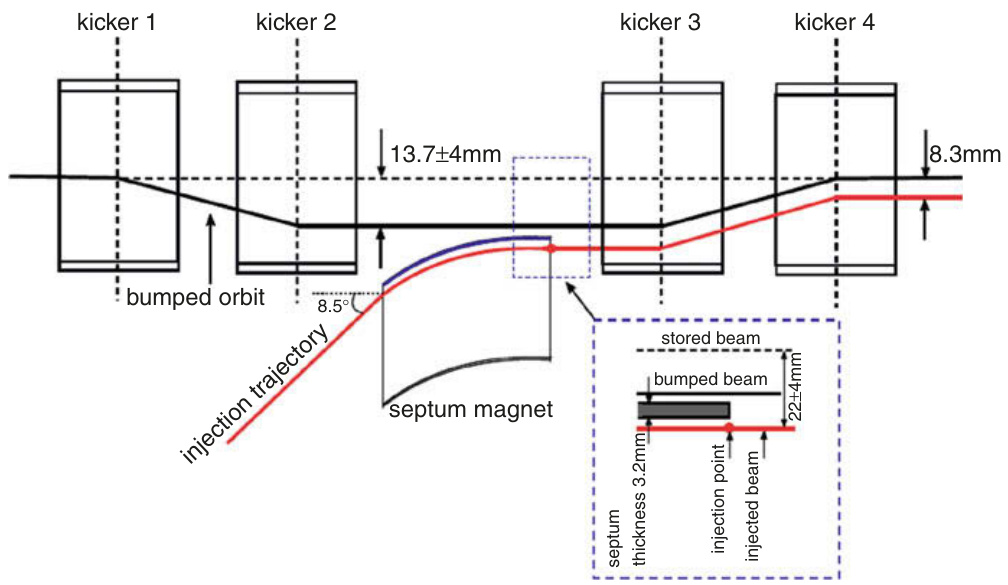 kicker 1
kicker 2
kicker 3
kicker 4
13.7±4mm
8.3mm
bumped orbit
8.5°
injection trajectory
septum magnet
stored beam
bumped beam
22±4mm
septum
thickness 3.2mm
injection point
injected beam